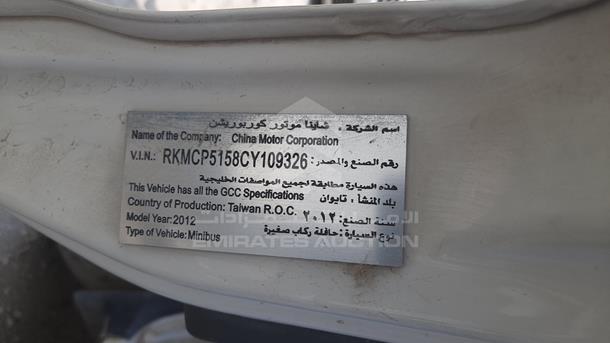 اسم الشركة : شاينا موتور كوربوريشن
Name of the Company: China Motor Corporation
V.I.N.: RKMCP5158CY109326 : رقم الصنع والمصدر
هذه السيارة مطابقة لجميع المواصفات الخليجية
This Vehicle has all the GCC Specifications
بلد المنشأ : تايوان
Country of Production: Taiwan R.O.C.
سنة الصنع: ٢٠١٢
Model Year: 2012
نوع السيارة: حافلة ركاب صغيرة
Type of Vehicle: Minibus
الإمارات للمزادات
EMIRATES AUCTION